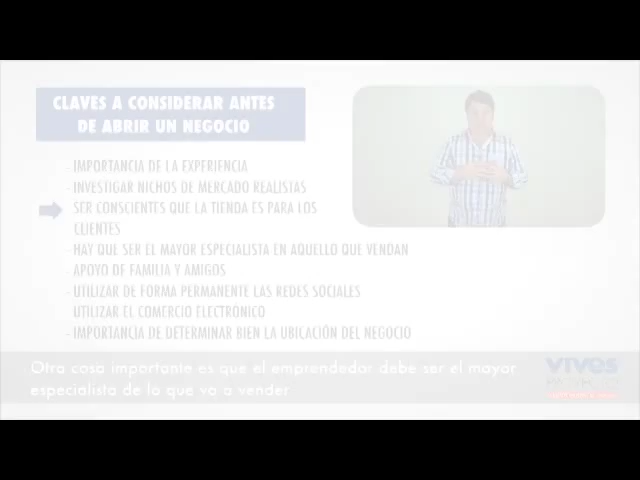 CLAVES A CONSIDERAR ANTES
DE ABRIR UN NEGOCIO
- IMPORTANCIA DE LA EXPERIENCIA
- INVESTIGAR NICHOS DE MERCADO REALISTAS
SER CONSCIENTES QUE LA TIENDA ES PARA LOS
CLIENTES
- HAY QUE SER EL MAYOR ESPECIALISTA EN AQUELLO QUE VENDAN
- APOYO DE FAMILIA Y AMIGOS
- UTILIZAR DE FORMA PERMANENTE LAS REDES SOCIALES
- UTILIZAR EL COMERCIO ELECTRÓNICO
- IMPORTANCIA DE DETERMINAR BIEN LA UBICACIÓN DEL NEGOCIO
Otra cosa importante es que el emprendedor debe ser el mayor
especialista de lo que va a vender
vives